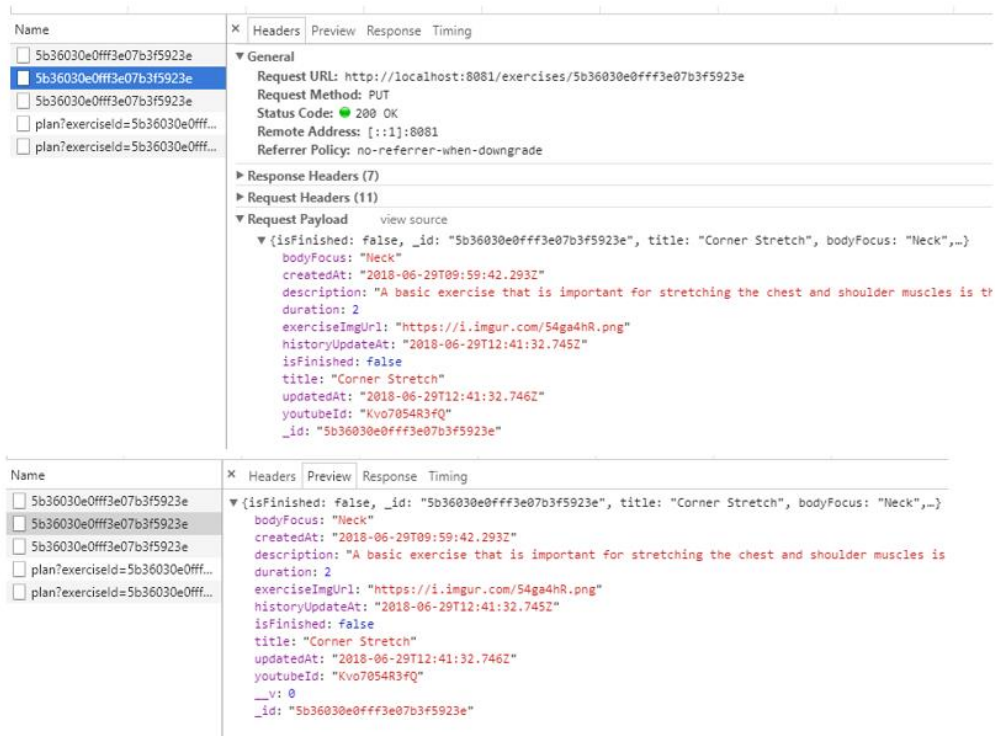 Name
× Headers Preview Response Timing
5b36030e0fff3e07b3f5923e
5b36030e0fff3e07b3f5923e
5b36030e0fff3e07b3f5923e
plan?exerciseId=5b36030e0fff...
plan?exerciseId=5b36030e0fff...
▼ General
Request URL: http://localhost:8081/exercises/5b36030e0fff3e07b3f5923e
Request Method: PUT
Status Code: 200 OK
Remote Address: [::1]:8081
Referrer Policy: no-referrer-when-downgrade
▶ Response Headers (7)
▶ Request Headers (11)
▼ Request Payload view source
▼ {isFinished: false, _id: "5b36030e0fff3e07b3f5923e", title: "Corner Stretch", bodyFocus: "Neck",…}
bodyFocus: "Neck"
createdAt: "2018-06-29T09:59:42.293Z"
description: "A basic exercise that is important for stretching the chest and shoulder muscles is th
duration: 2
exerciseImgUrl: "https://i.imgur.com/54ga4hR.png"
historyUpdateAt: "2018-06-29T12:41:32.745Z"
isFinished: false
title: "Corner Stretch"
updatedAt: "2018-06-29T12:41:32.746Z"
youtubeId: "Kvo7054R3fQ"
_id: "5b36030e0fff3e07b3f5923e"
Name
× Headers Preview Response Timing
5b36030e0fff3e07b3f5923e
5b36030e0fff3e07b3f5923e
5b36030e0fff3e07b3f5923e
plan?exerciseId=5b36030e0fff...
plan?exerciseId=5b36030e0fff...
▼ {isFinished: false, _id: "5b36030e0fff3e07b3f5923e", title: "Corner Stretch", bodyFocus: "Neck",…}
bodyFocus: "Neck"
createdAt: "2018-06-29T09:59:42.293Z"
description: "A basic exercise that is important for stretching the chest and shoulder muscles is
duration: 2
exerciseImgUrl: "https://i.imgur.com/54ga4hR.png"
historyUpdateAt: "2018-06-29T12:41:32.745Z"
isFinished: false
title: "Corner Stretch"
updatedAt: "2018-06-29T12:41:32.746Z"
youtubeId: "Kvo7054R3fQ"
__v: 0
_id: "5b36030e0fff3e07b3f5923e"